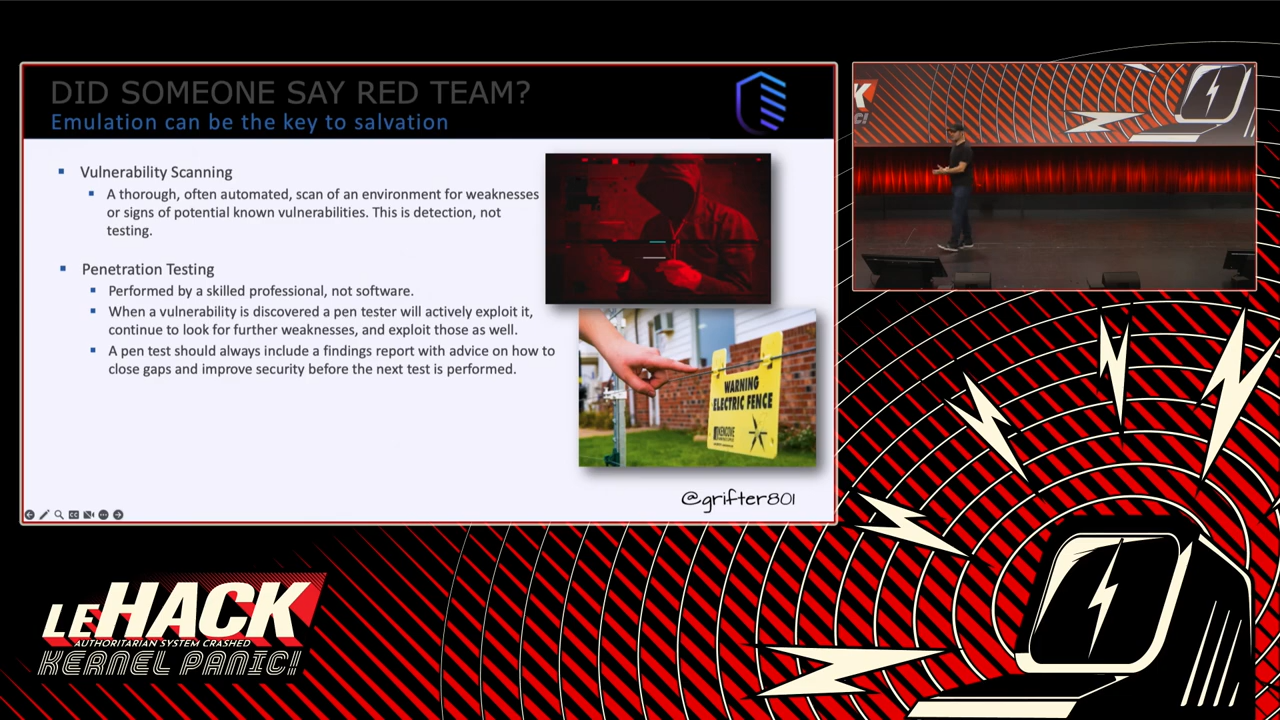 DID SOMEONE SAY RED TEAM?
Emulation can be the key to salvation
Vulnerability Scanning
A thorough, often automated, scan of an environment for weaknesses
or signs of potential known vulnerabilities. This is detection, not
testing.
Penetration Testing
Performed by a skilled professional, not software.
When a vulnerability is discovered a pen tester will actively exploit it,
continue to look for further weaknesses, and exploit those as well.
A pen test should always include a findings report with advice on how to
close gaps and improve security before the next test is performed.
WARNING
ELECTRIC FENCE
KENCOVE
@grifter801
LEHACK
AUTHORITARIAN SYSTEM CRASHED
KERNEL PANIC!